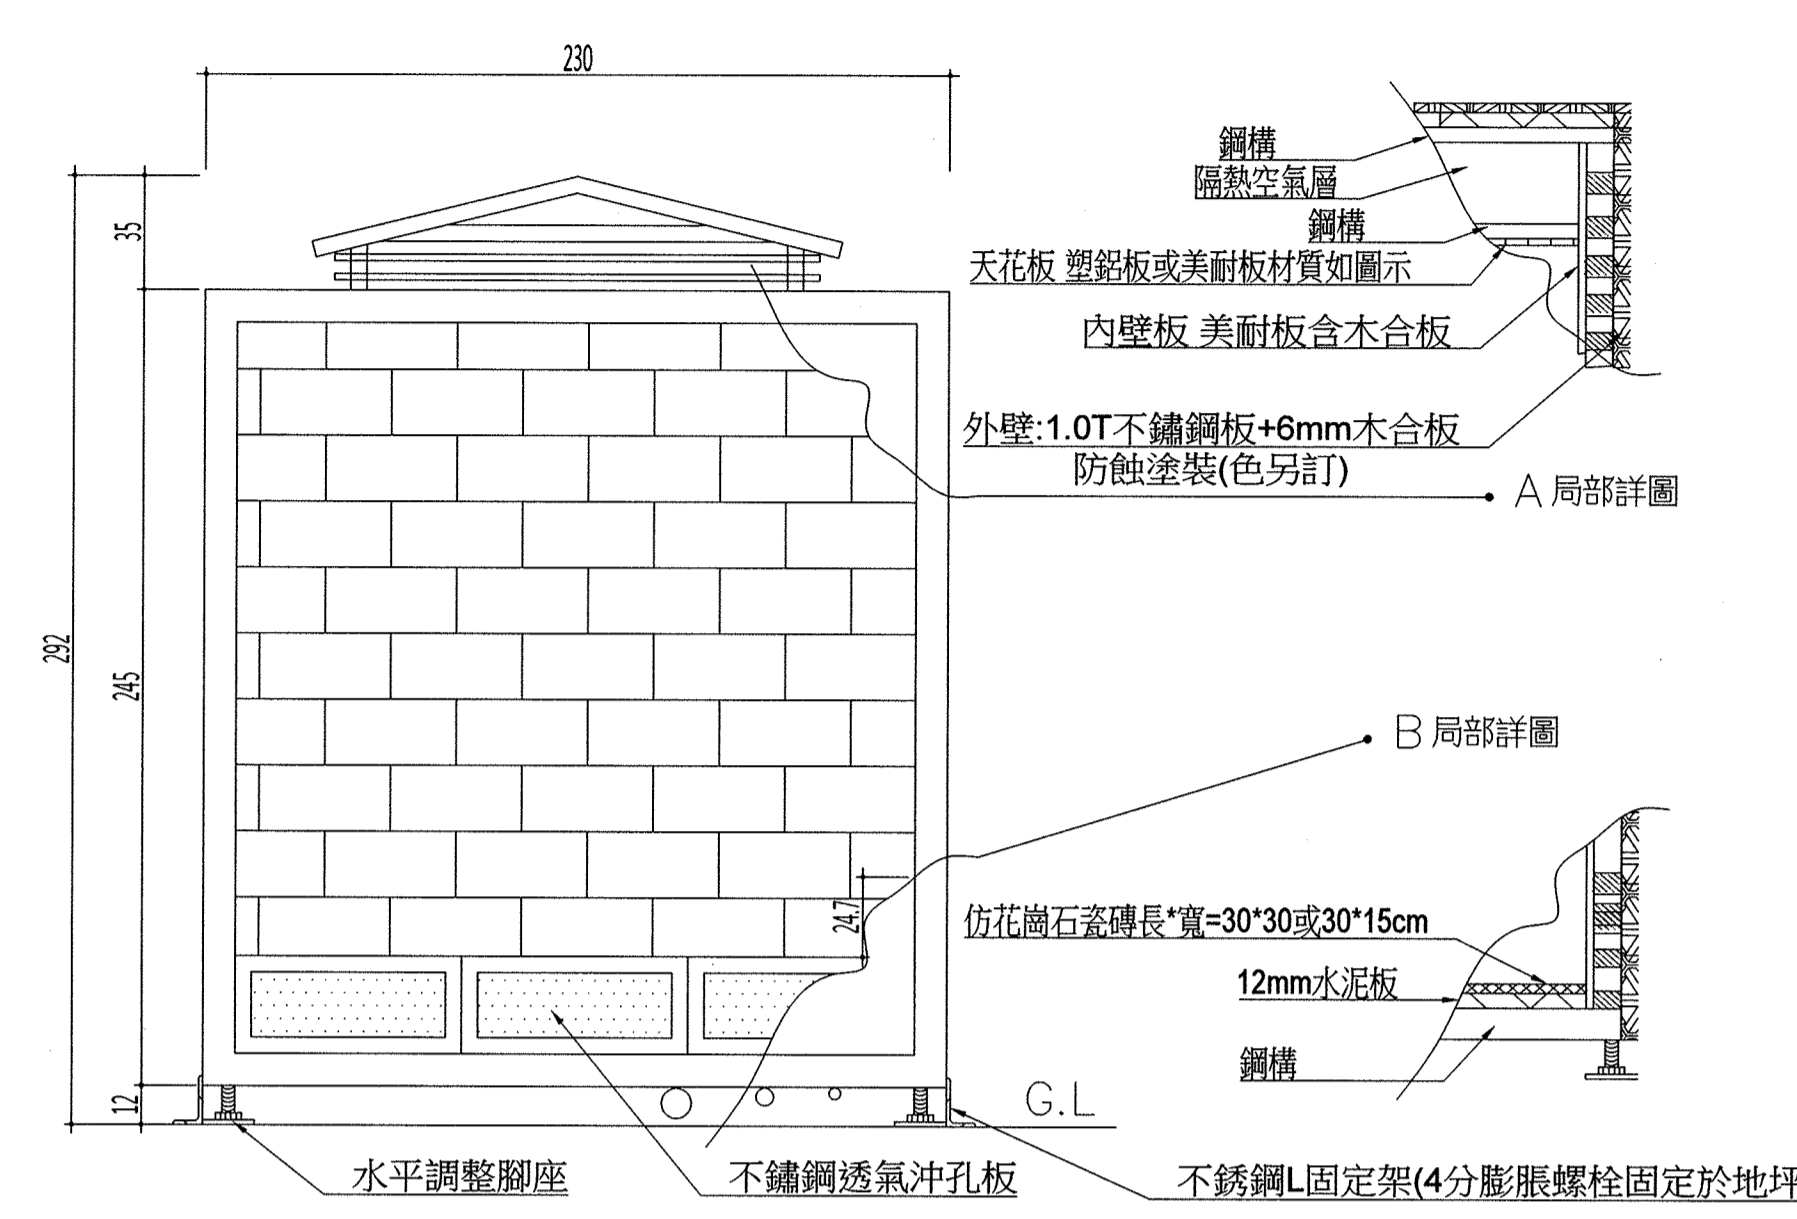 230
鋼構
隔熱空氣層
鋼構
天花板 塑鋁板或美耐板材質如圖示
內壁板 美耐板含木合板
外壁:1.0T不鏽鋼板+6mm木合板
防蝕塗裝(色另訂)
A 局部詳圖
35
292
245
12
24.7
B 局部詳圖
仿花崗石瓷磚長*寬=30*30或30*15cm
12mm水泥板
鋼構
G.L
水平調整腳座
不鏽鋼透氣沖孔板
不銹鋼L固定架(4分膨脹螺栓固定於地坪